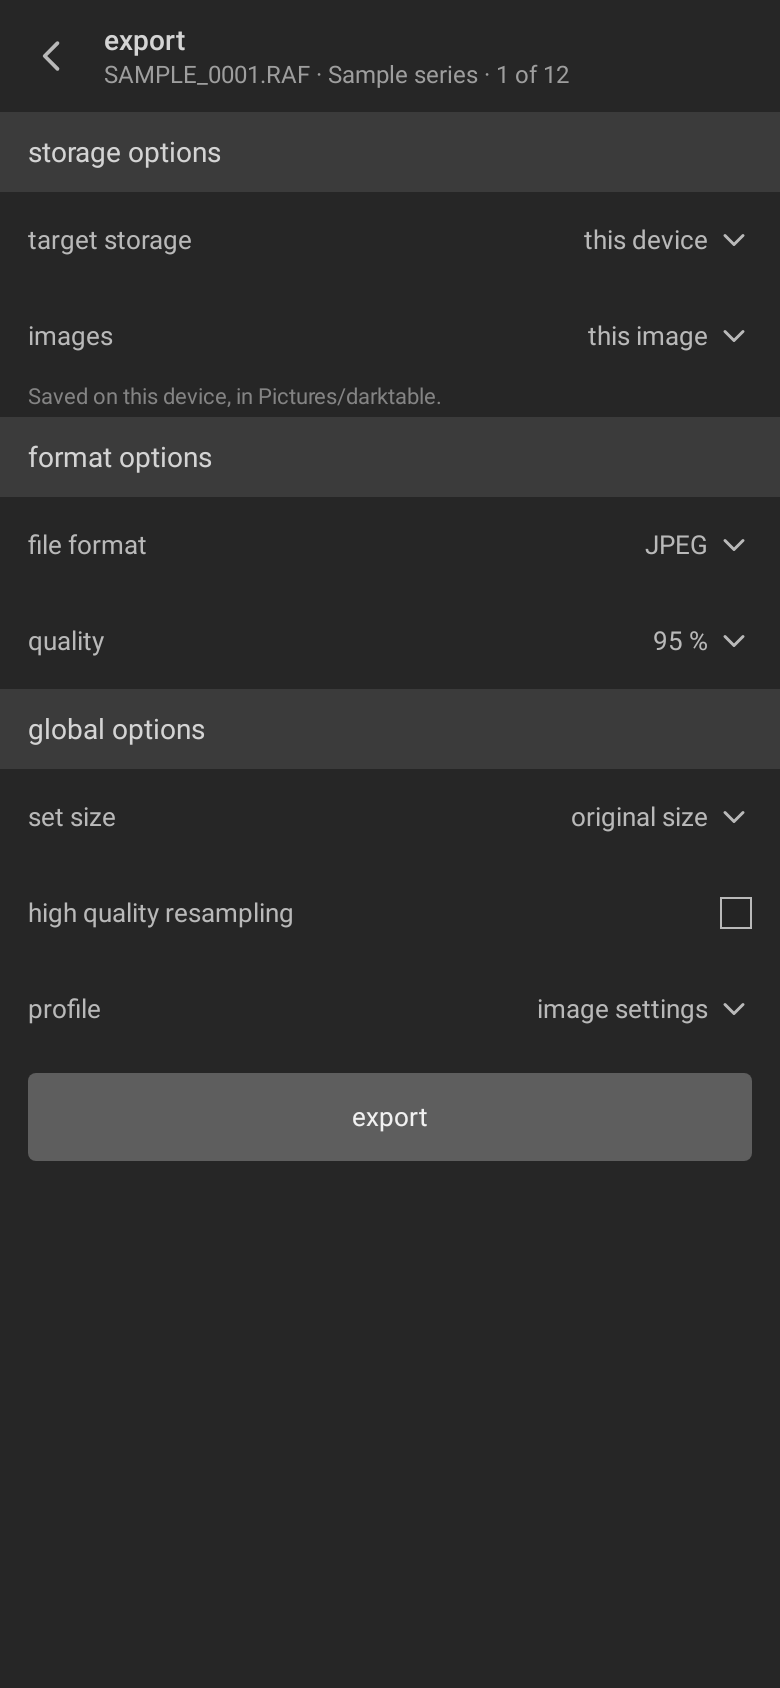 export
SAMPLE_0001.RAF · Sample series · 1 of 12
storage options
target storage this device
images this image
Saved on this device, in Pictures/darktable.
format options
file format JPEG
quality 95 %
global options
set size original size
high quality resampling
profile image settings
export